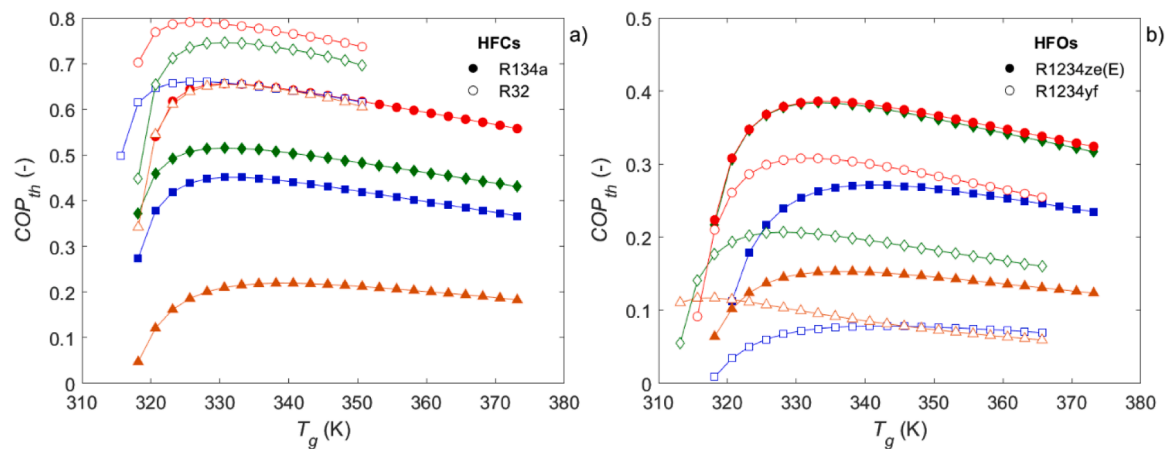 0.8
0.7
0.6
0.5
0.4
0.3
0.2
0.1
0
COP_th (-)
310 320 330 340 350 360 370 380
T_g (K)
HFCs
R134a
R32
a)
0.5
0.4
0.3
0.2
0.1
0
COP_th (-)
310 320 330 340 350 360 370 380
T_g (K)
HFOs
R1234ze(E)
R1234yf
b)